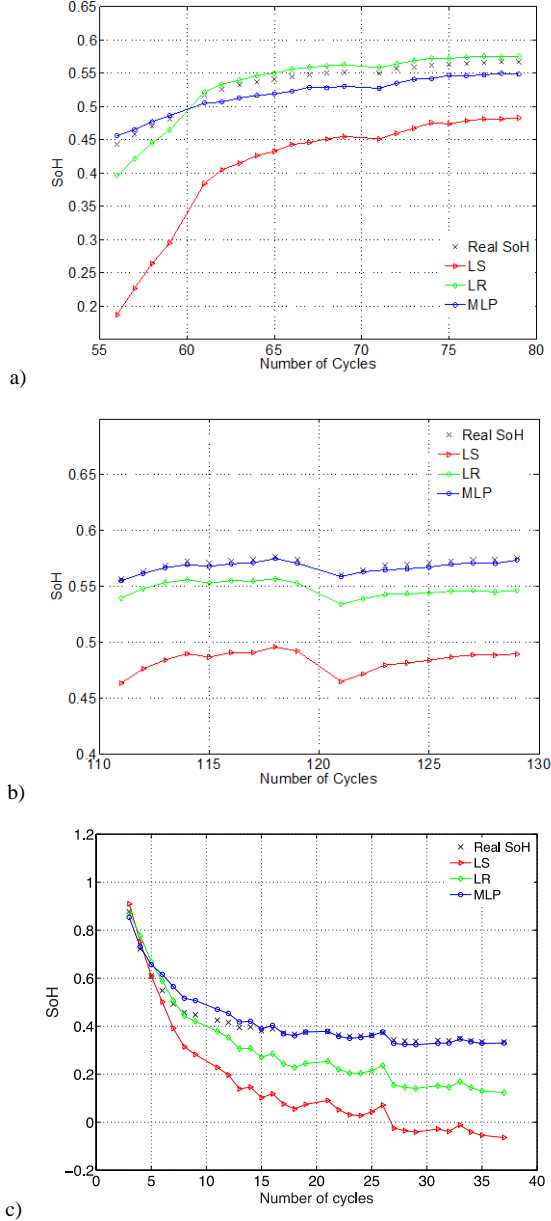 0.65
0.6
0.55
0.5
0.45
0.4
0.35
0.3
0.25
0.2
SoH
Real SoH
LS
LR
MLP
55 60 65 70 75 80
Number of Cycles
a)
0.65
0.6
0.55
0.5
0.45
0.4
SoH
Real SoH
LS
LR
MLP
110 115 120 125 130
Number of Cycles
b)
1.2
1
0.8
0.6
0.4
0.2
0
−0.2
SoH
Real SoH
LS
LR
MLP
0 5 10 15 20 25 30 35 40
Number of cycles
c)